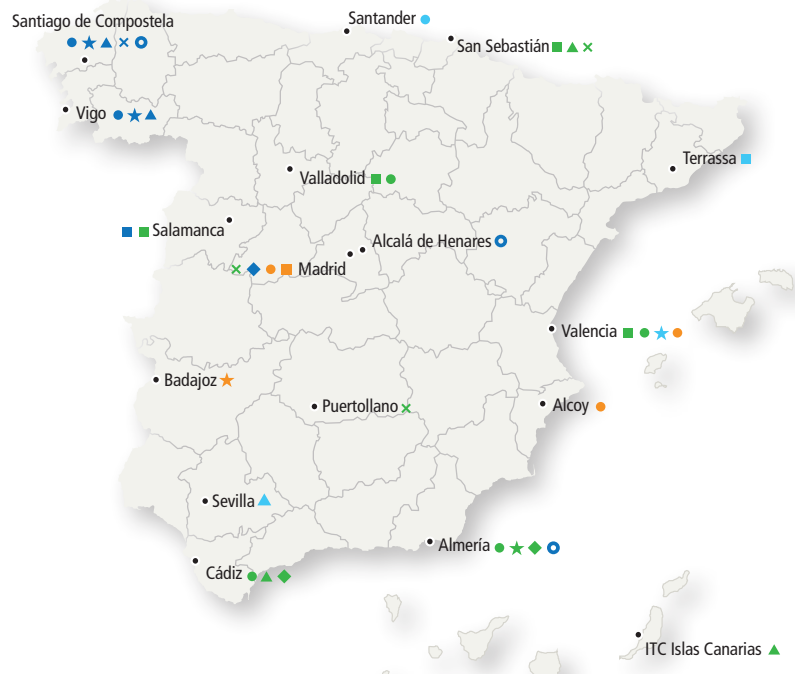 Santiago de Compostela
Santander
San Sebastián
Vigo
Terrassa
Valladolid
Salamanca
Alcalá de Henares
Madrid
Valencia
Badajoz
Puertollano
Alcoy
Sevilla
Almería
Cádiz
ITC Islas Canarias